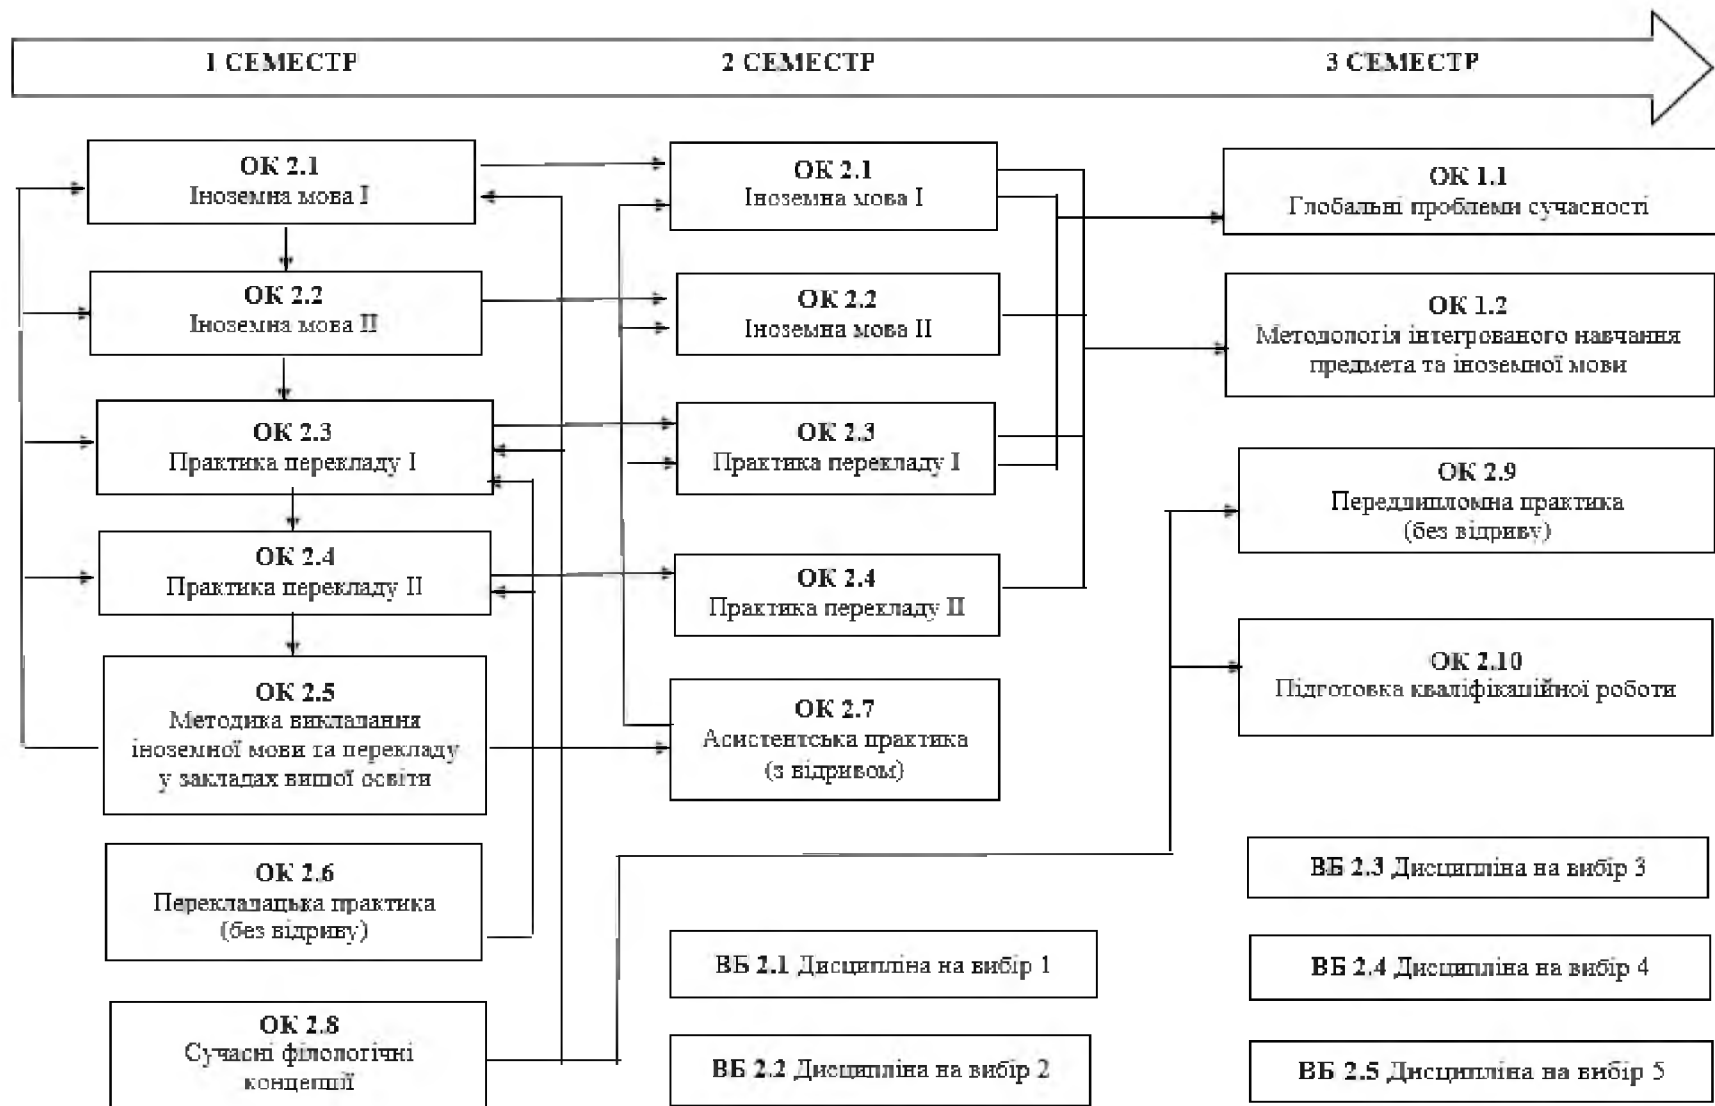 1 СЕМЕСТР
2 СЕМЕСТР
3 СЕМЕСТР
ОК 2.1
Іноземна мова І
ОК 2.2
Іноземна мова ІІ
ОК 2.3
Практика перекладу І
ОК 2.4
Практика перекладу ІІ
ОК 2.5
Методика викладання
іноземної мови та перекладу
у закладах вищої освіти
ОК 2.6
Перекладацька практика
(без відриву)
ОК 2.8
Сучасні філологічні
концепції
ОК 2.1
Іноземна мова І
ОК 2.2
Іноземна мова ІІ
ОК 2.3
Практика перекладу І
ОК 2.4
Практика перекладу ІІ
ОК 2.7
Асистентська практика
(з відривом)
ВБ 2.1 Дисципліна на вибір 1
ВБ 2.2 Дисципліна на вибір 2
ОК 1.1
Глобальні проблеми сучасності
ОК 1.2
Методологія інтегрованого навчання
предмета та іноземної мови
ОК 2.9
Переддипломна практика
(без відриву)
ОК 2.10
Підготовка кваліфікаційної роботи
ВБ 2.3 Дисципліна на вибір 3
ВБ 2.4 Дисципліна на вибір 4
ВБ 2.5 Дисципліна на вибір 5